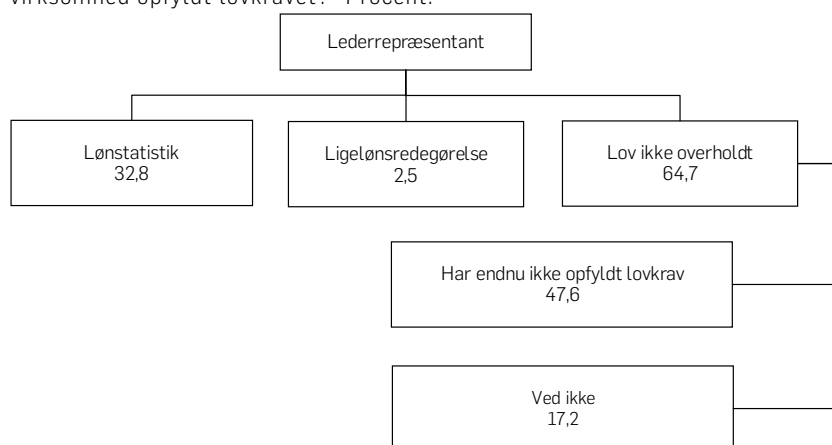 virksomhed opfyldt lovkravet? Procent.
Lederrepræsentant
Lønstatistik
32,8
Ligelønsredegørelse
2,5
Lov ikke overholdt
64,7
Har endnu ikke opfyldt lovkrav
47,6
Ved ikke
17,2